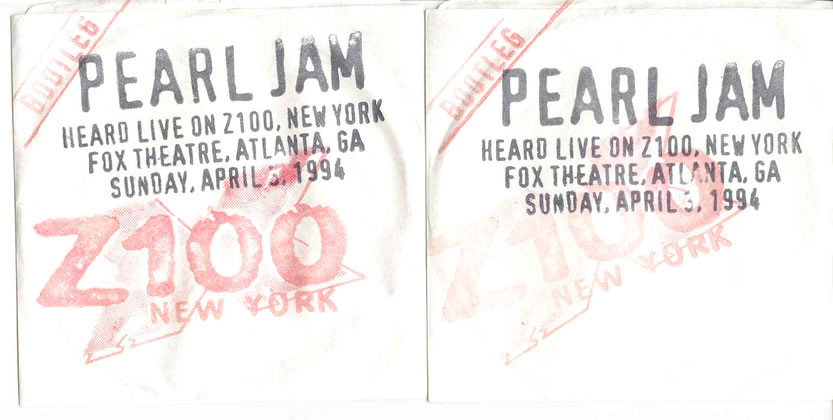 BOOTLEG
PEARL JAM
HEARD LIVE ON Z100, NEW YORK
FOX THEATRE, ATLANTA, GA
SUNDAY, APRIL 3, 1994
Z100
NEW YORK
BOOTLEG
PEARL JAM
HEARD LIVE ON Z100, NEW YORK
FOX THEATRE, ATLANTA, GA
SUNDAY, APRIL 3, 1994
Z100
NEW YORK